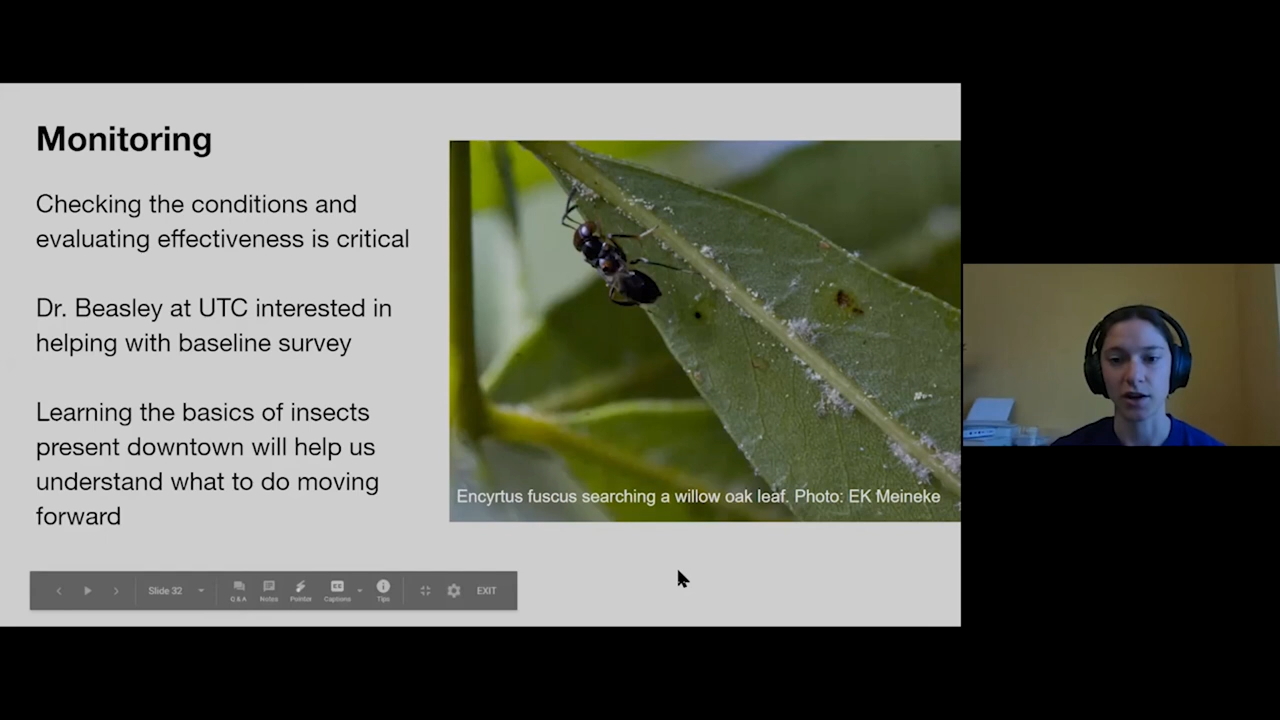 Monitoring
Checking the conditions and
evaluating effectiveness is critical
Dr. Beasley at UTC interested in
helping with baseline survey
Learning the basics of insects
present downtown will help us
understand what to do moving
forward
Encyrtus fuscus searching a willow oak leaf. Photo: EK Meineke
Slide 32
Q&A
Notes
Pointer
Captions
Tips
EXIT